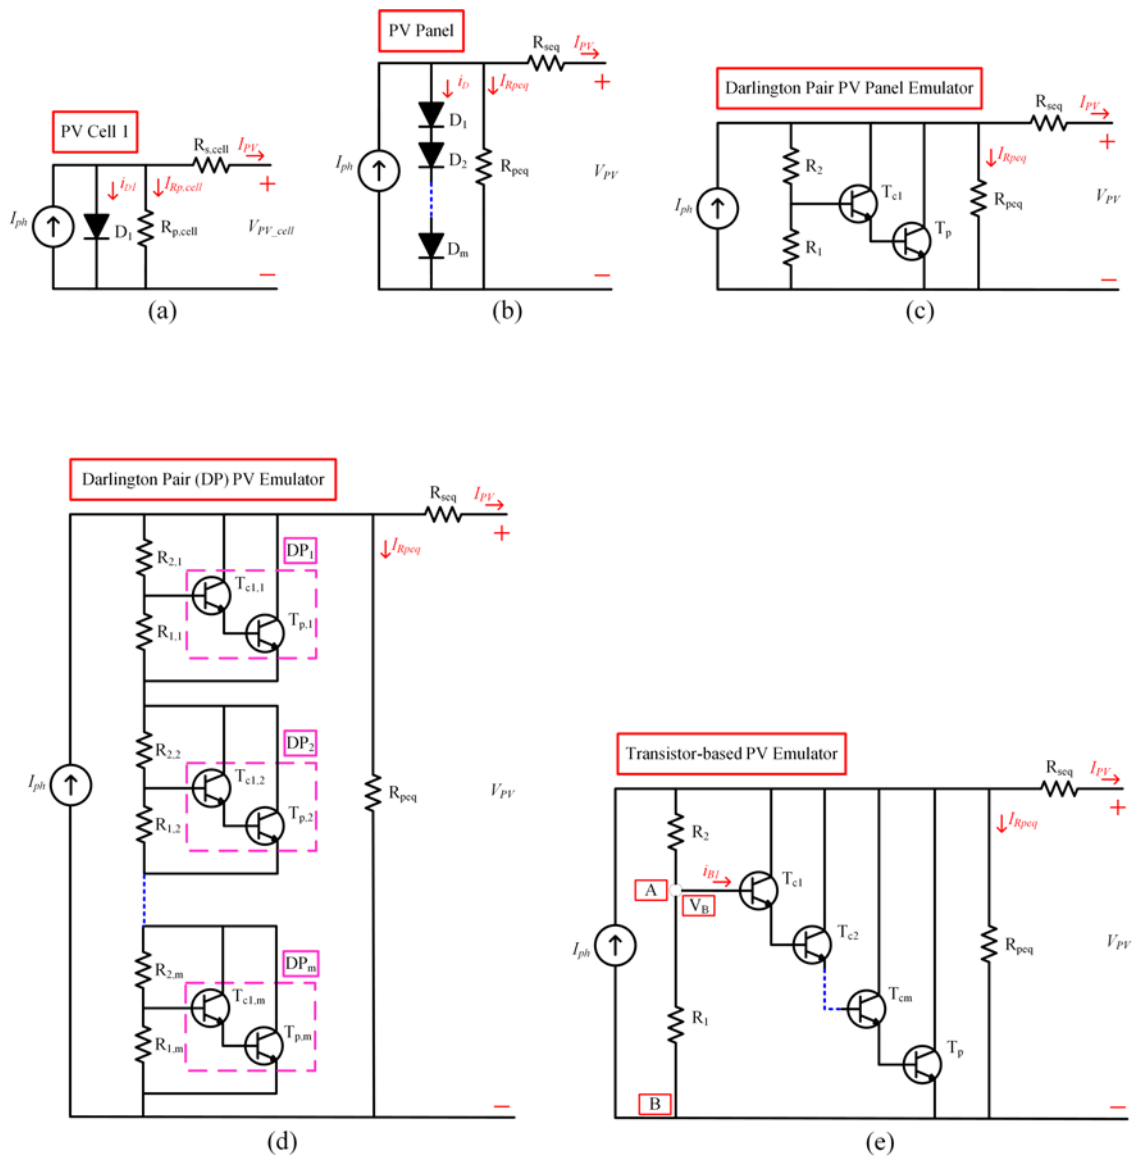 PV Cell 1
R_s,cell
I_PV
i_D1
I_Rp,cell
I_ph
D_1
R_p,cell
V_PV_cell
+
−
(a)
PV Panel
R_seq
I_PV
i_D
I_Rpeq
D_1
D_2
I_ph
R_peq
V_PV
D_m
+
−
(b)
Darlington Pair PV Panel Emulator
R_seq
I_PV
I_Rpeq
R_2
T_c1
I_ph
R_peq
V_PV
T_p
R_1
+
−
(c)
Darlington Pair (DP) PV Emulator
R_seq
I_PV
+
I_Rpeq
DP_1
R_2,1
T_c1,1
T_p,1
R_1,1
DP_2
R_2,2
T_c1,2
I_ph
R_peq
V_PV
T_p,2
R_1,2
DP_m
R_2,m
T_c1,m
T_p,m
R_1,m
−
(d)
Transistor-based PV Emulator
R_seq
I_PV
+
I_Rpeq
R_2
i_B1
A
V_B
T_c1
T_c2
I_ph
R_peq
V_PV
T_cm
R_1
T_p
B
−
(e)